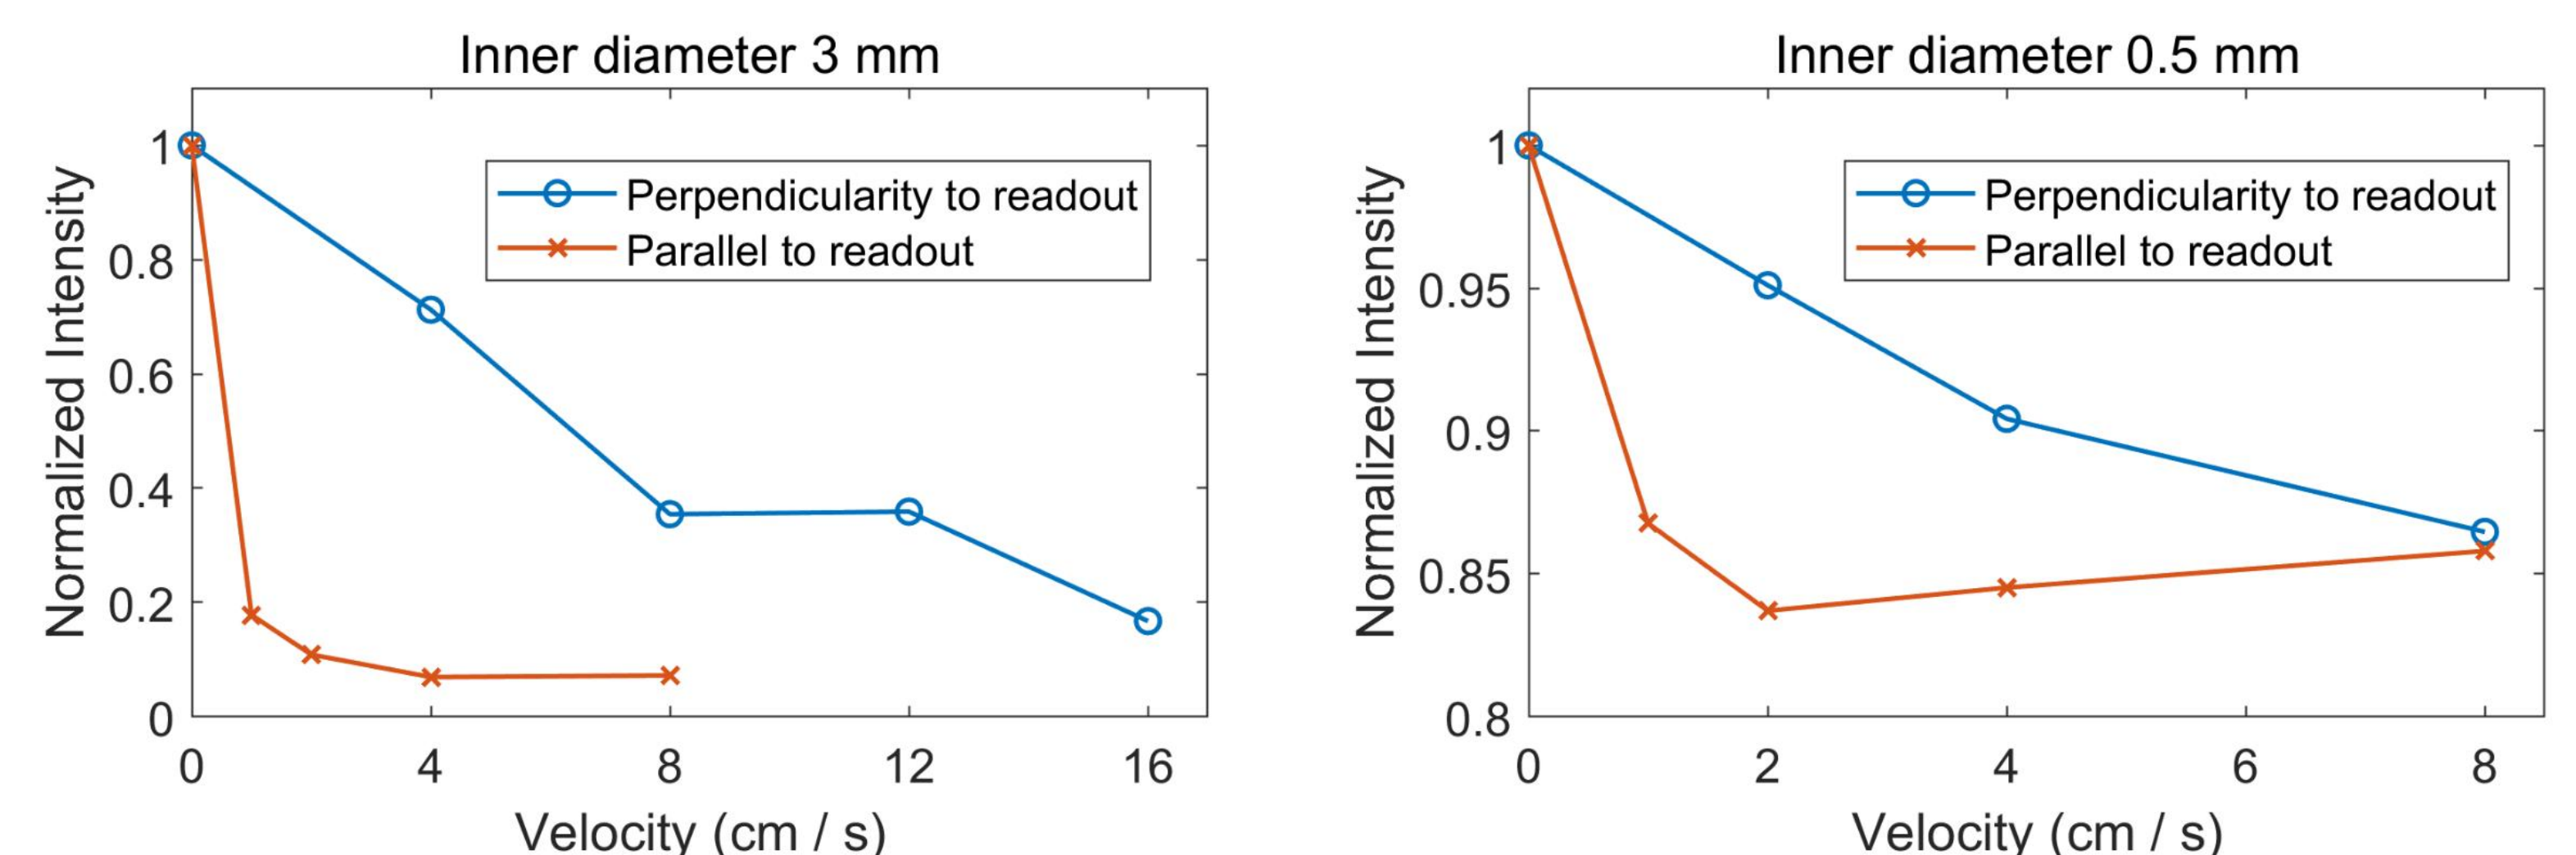 Inner diameter 3 mm
Normalized Intensity
1
0.8
0.6
0.4
0.2
0
Perpendicularity to readout
Parallel to readout
0 4 8 12 16
Velocity (cm / s)
Inner diameter 0.5 mm
Normalized Intensity
1
0.95
0.9
0.85
0.8
Perpendicularity to readout
Parallel to readout
0 2 4 6 8
Velocity (cm / s)